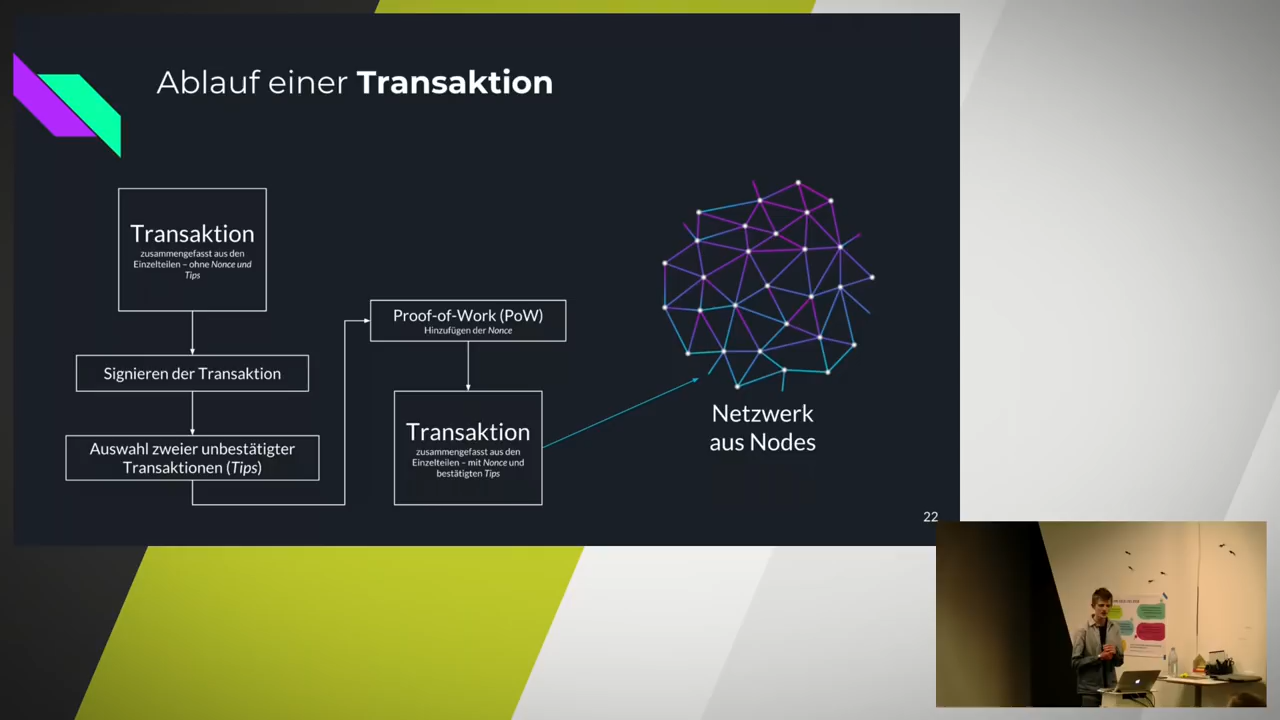 Ablauf einer Transaktion
Transaktion
zusammengefasst aus den
Einzelteilen – ohne Nonce und
Tips
Signieren der Transaktion
Auswahl zweier unbestätigter
Transaktionen (Tips)
Proof-of-Work (PoW)
Hinzufügen der Nonce
Transaktion
zusammengefasst aus den
Einzelteilen – mit Nonce und
bestätigten Tips
Netzwerk
aus Nodes
22